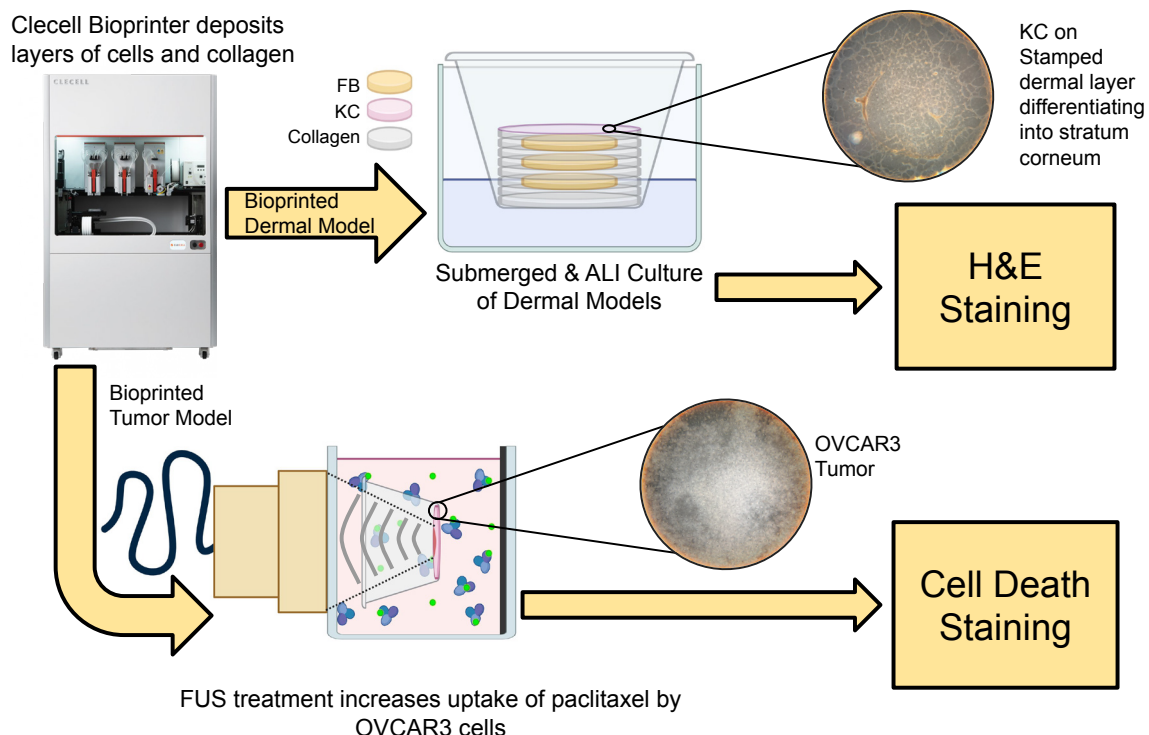 Clecell Bioprinter deposits
layers of cells and collagen
CLECELL
FB
KC
Collagen
KC on
Stamped
dermal layer
differentiating
into stratum
corneum
Bioprinted
Dermal Model
Submerged & ALI Culture
of Dermal Models
H&E
Staining
Bioprinted
Tumor Model
OVCAR3
Tumor
Cell Death
Staining
FUS treatment increases uptake of paclitaxel by
OVCAR3 cells